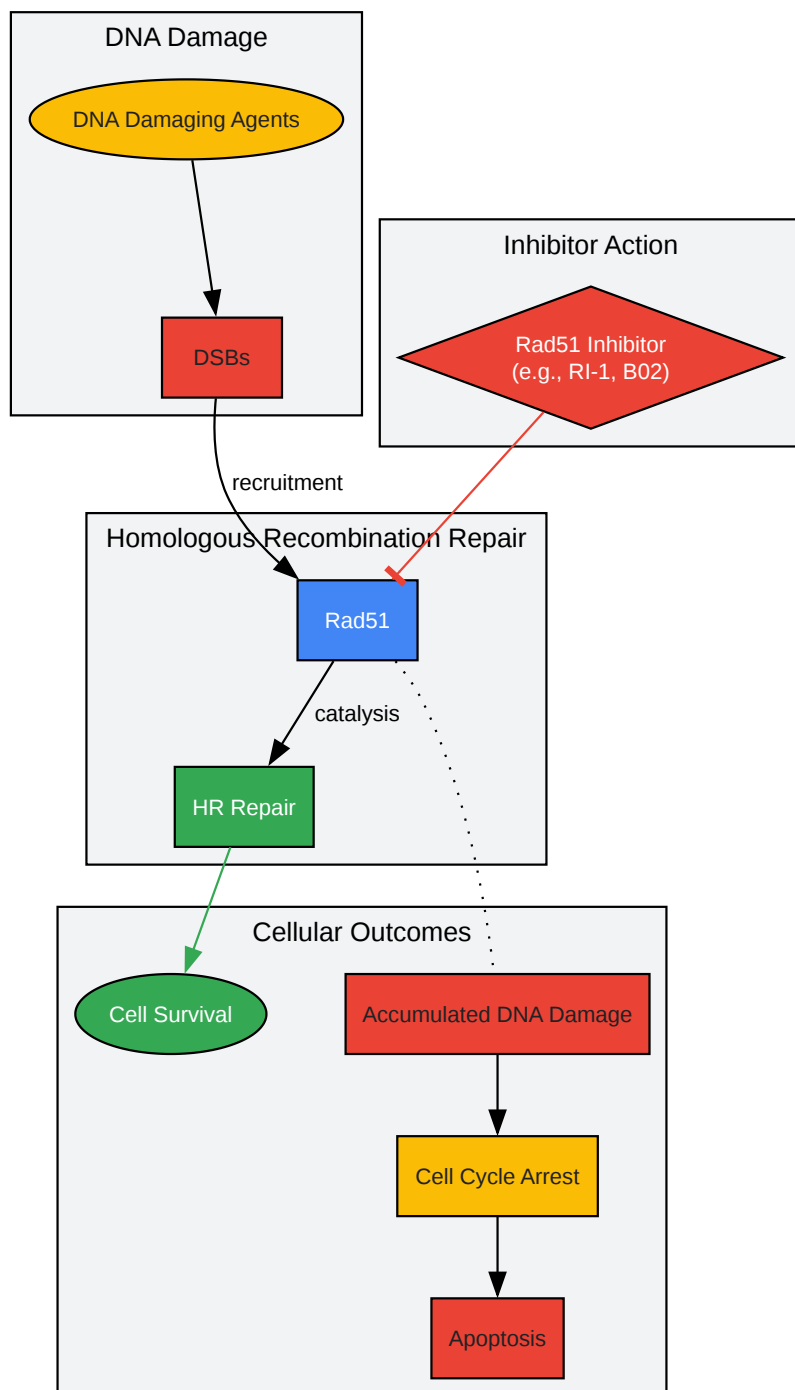 DNA Damage
DNA Damaging Agents
DSBs
Inhibitor Action
Rad51 Inhibitor
(e.g., RI-1, B02)
recruitment
Homologous Recombination Repair
Rad51
catalysis
HR Repair
Cellular Outcomes
Cell Survival
Accumulated DNA Damage
Cell Cycle Arrest
Apoptosis